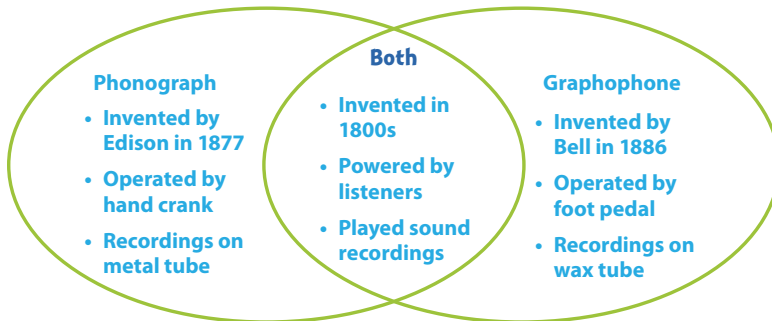 Phonograph
• Invented by
Edison in 1877
• Operated by
hand crank
• Recordings on
metal tube
Both
• Invented in
1800s
• Powered by
listeners
• Played sound
recordings
Graphophone
• Invented by
Bell in 1886
• Operated by
foot pedal
• Recordings on
wax tube